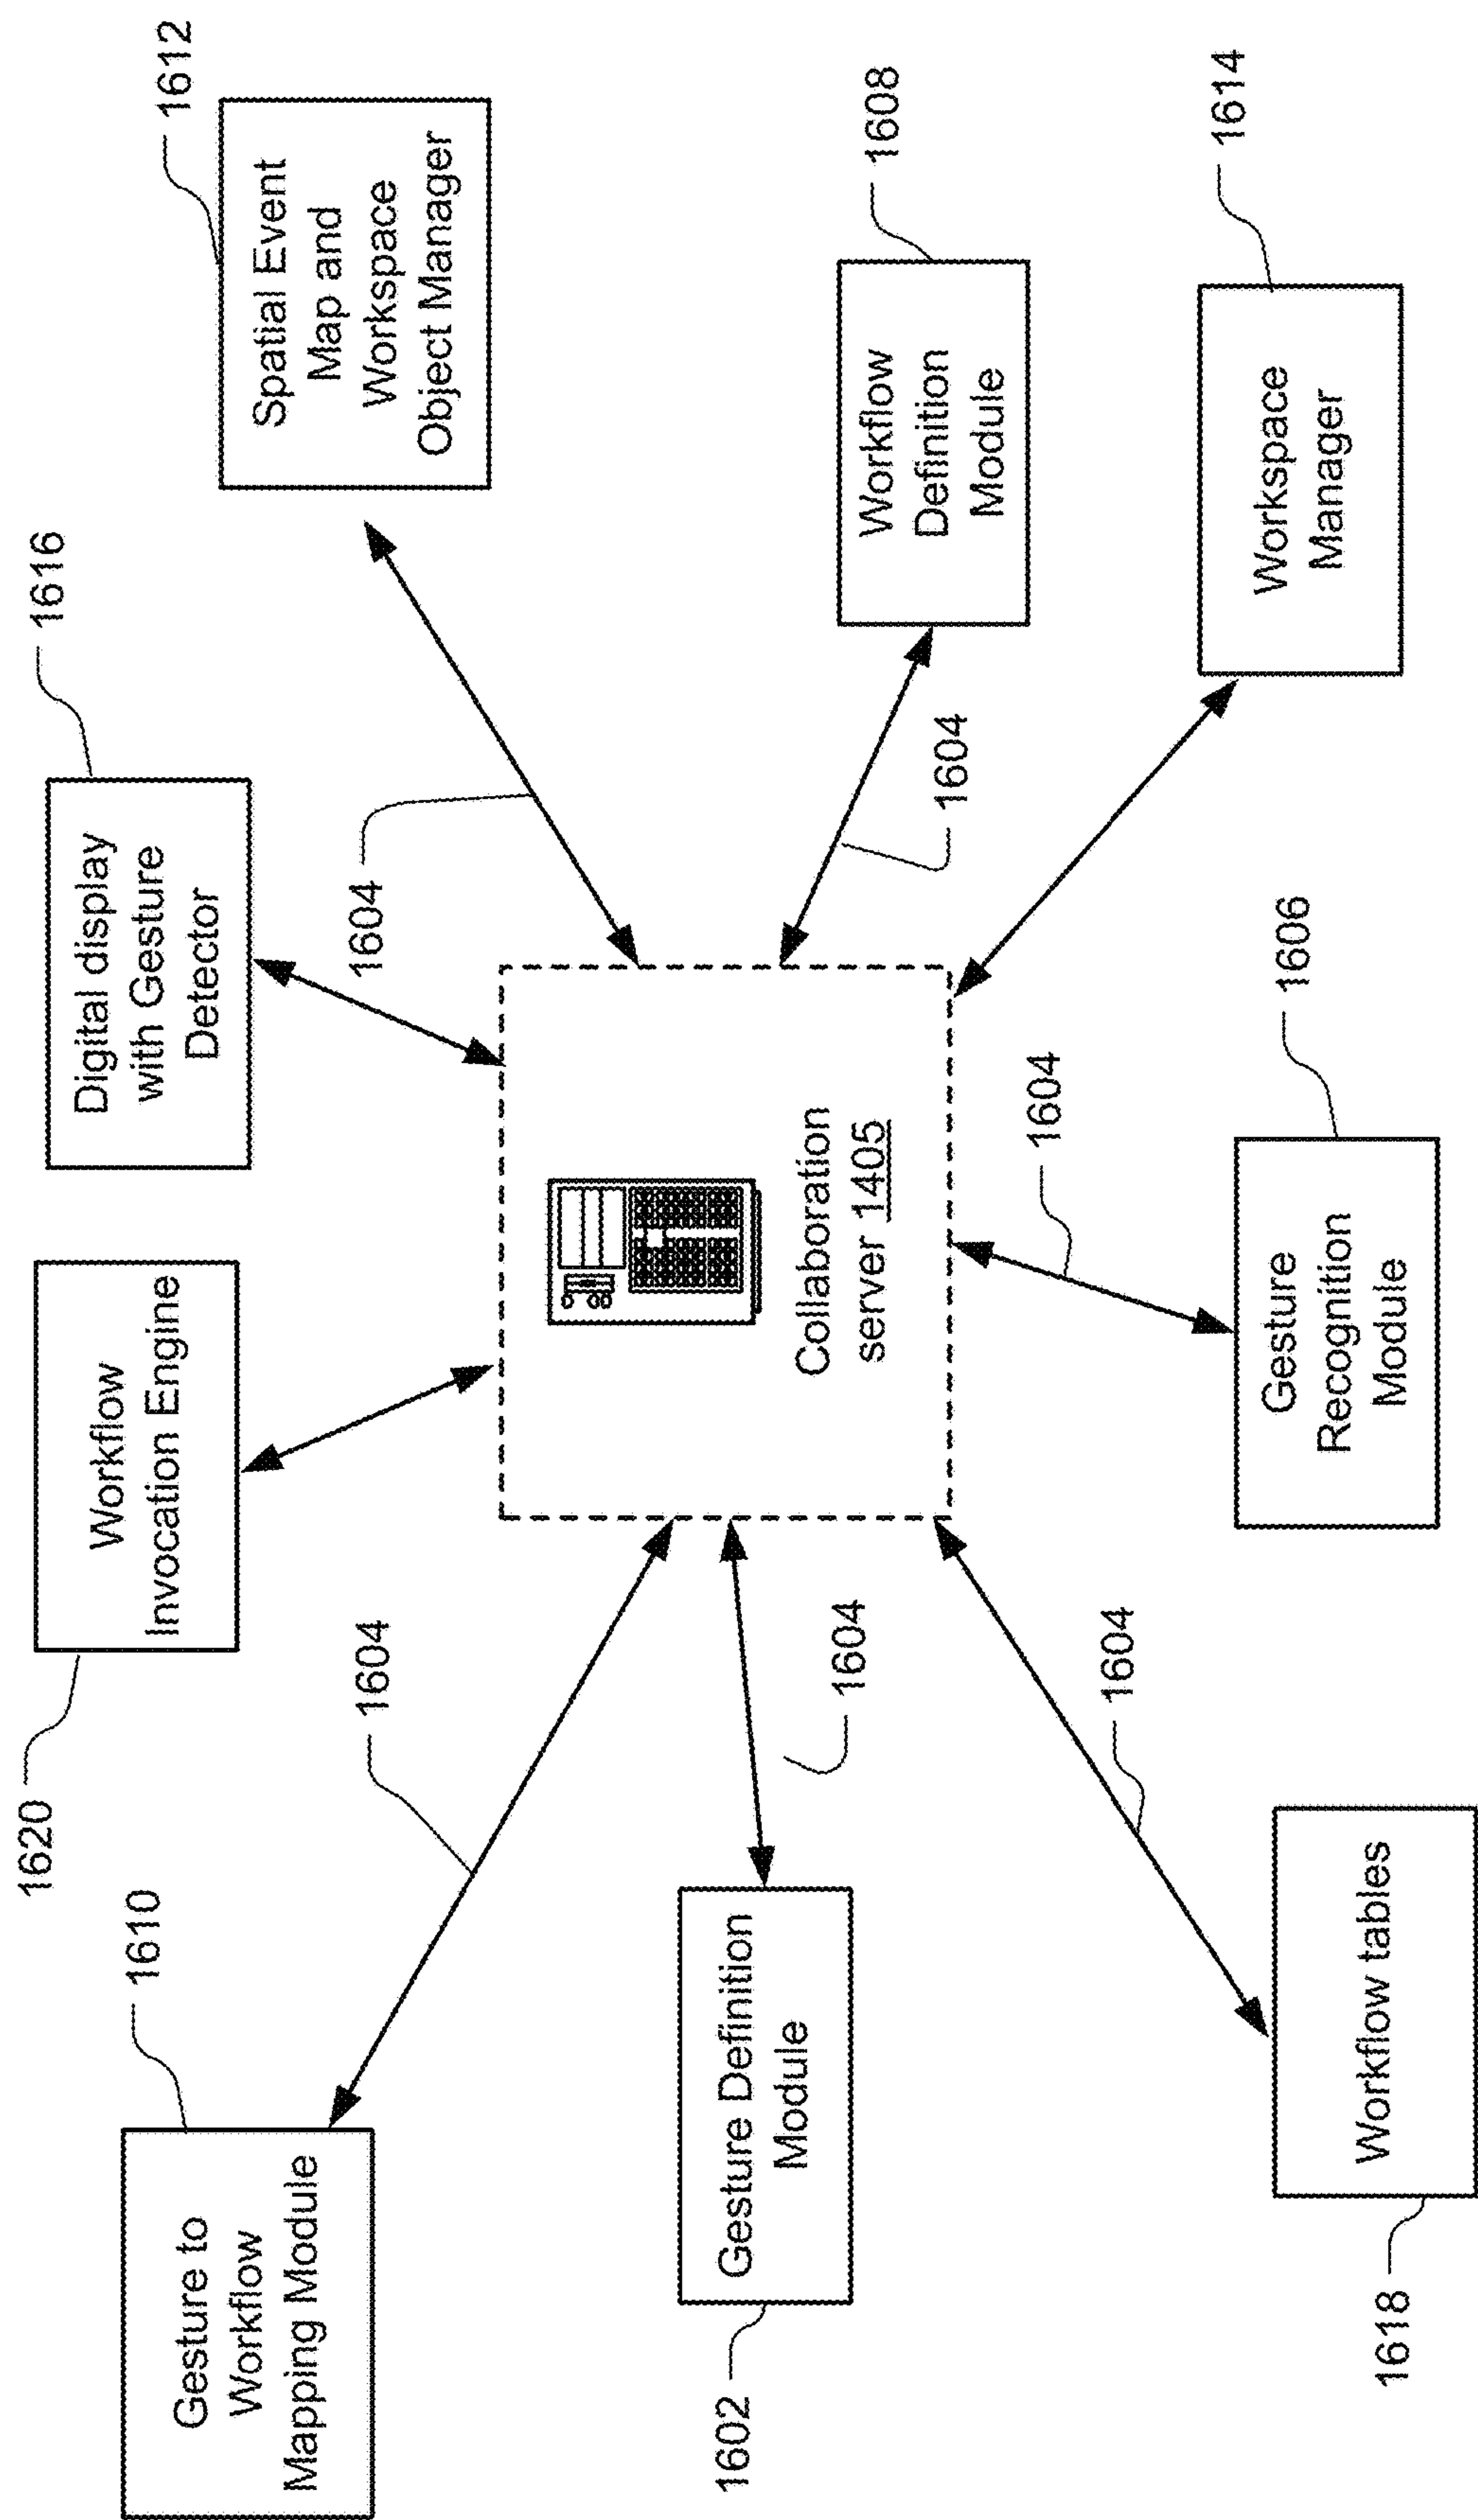 1620
Workflow
Invocation Engine
1616
Digital display
with Gesture
Detector
1612
Spatial Event
Map and
Workspace
Object Manager
1610
Gesture to
Workflow
Mapping Module
1604
1604
Collaboration
server 1405
1608
Workflow
Definition
Module
1604
1602
Gesture Definition
Module
1604
1618
Workflow tables
1604
1606
Gesture
Recognition
Module
1604
1614
Workspace
Manager